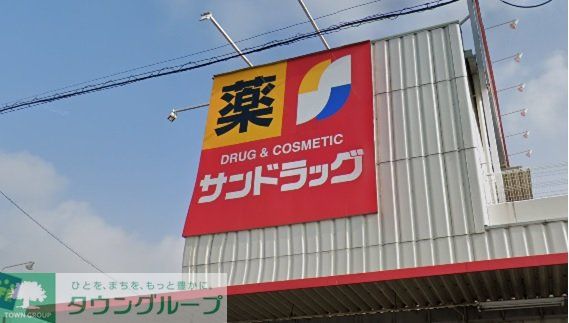 薬
DRUG & COSMETIC
サンドラッグ
ひとを、まちを、もっと豊かに。
タウングループ
TOWN GROUP